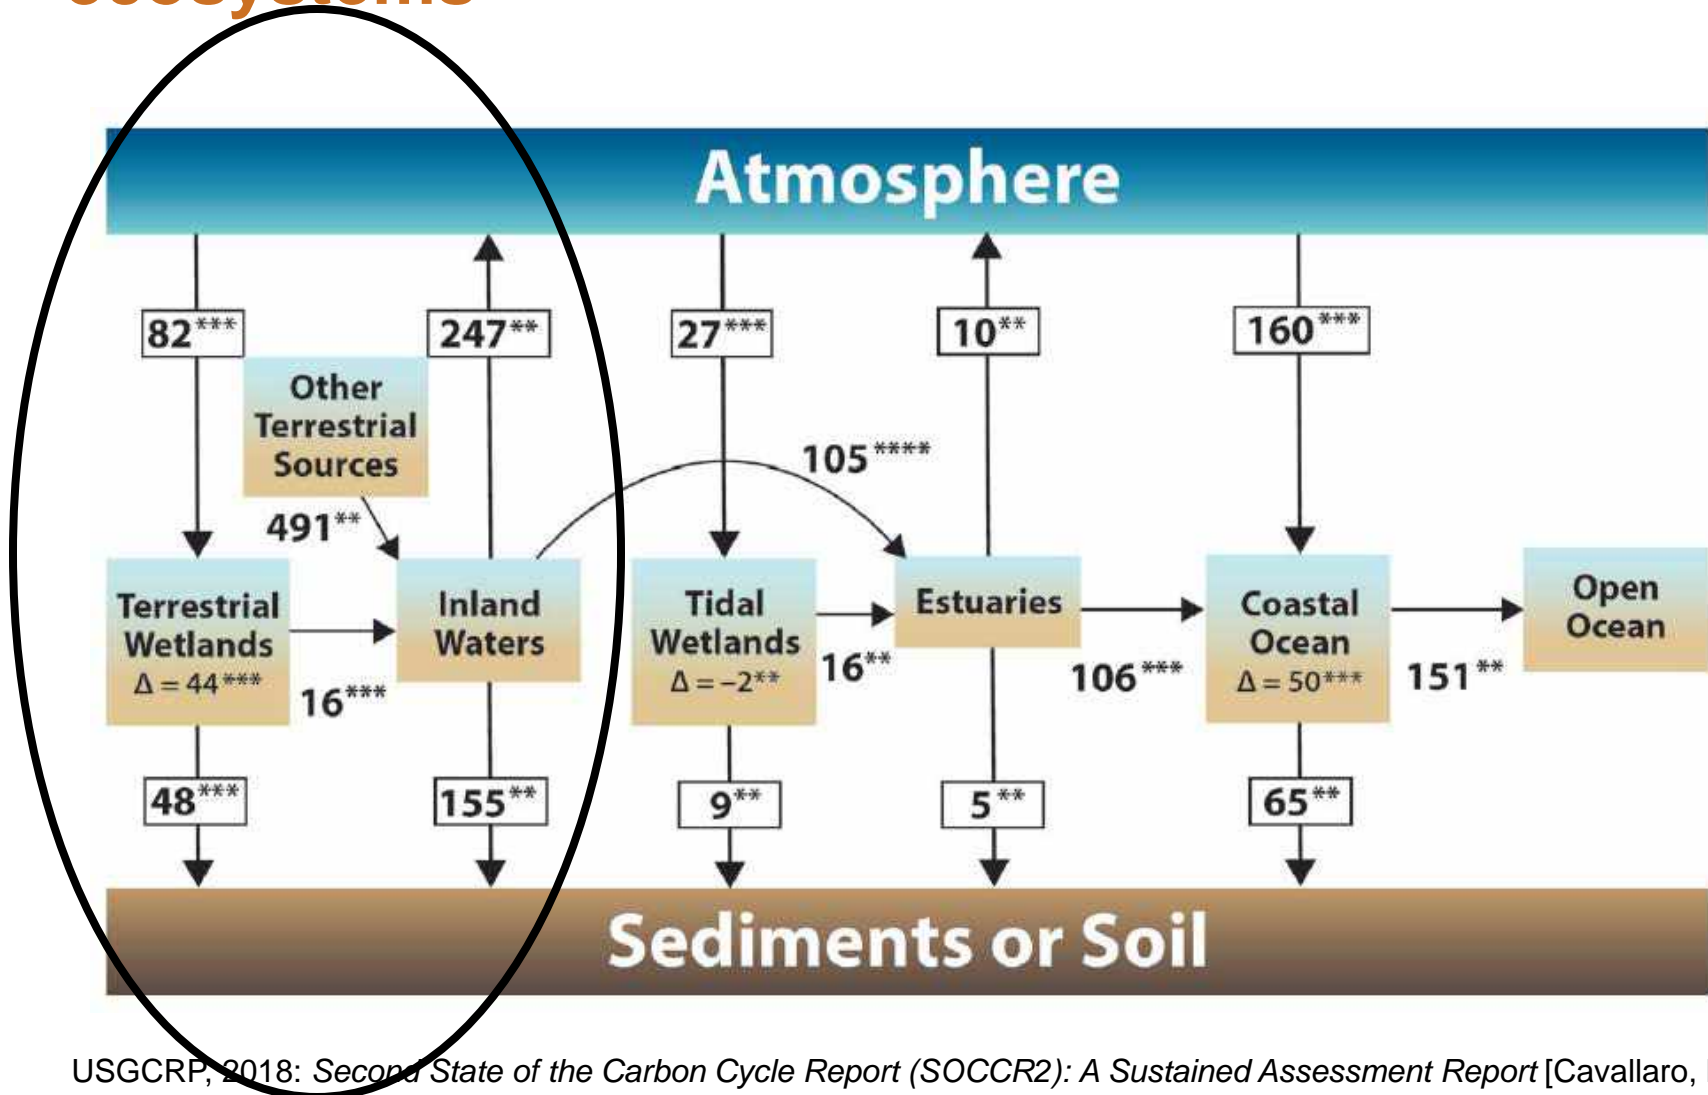 Atmosphere
82***
247**
27***
10**
160***
Other
Terrestrial
Sources
491**
105****
Terrestrial
Wetlands
Δ = 44***
16***
Inland
Waters
Tidal
Wetlands
Δ = –2**
16**
Estuaries
106***
Coastal
Ocean
Δ = 50***
151**
Open
Ocean
48***
155**
9**
5**
65**
Sediments or Soil
USGCRP, 2018: Second State of the Carbon Cycle Report (SOCCR2): A Sustained Assessment Report [Cavallaro,